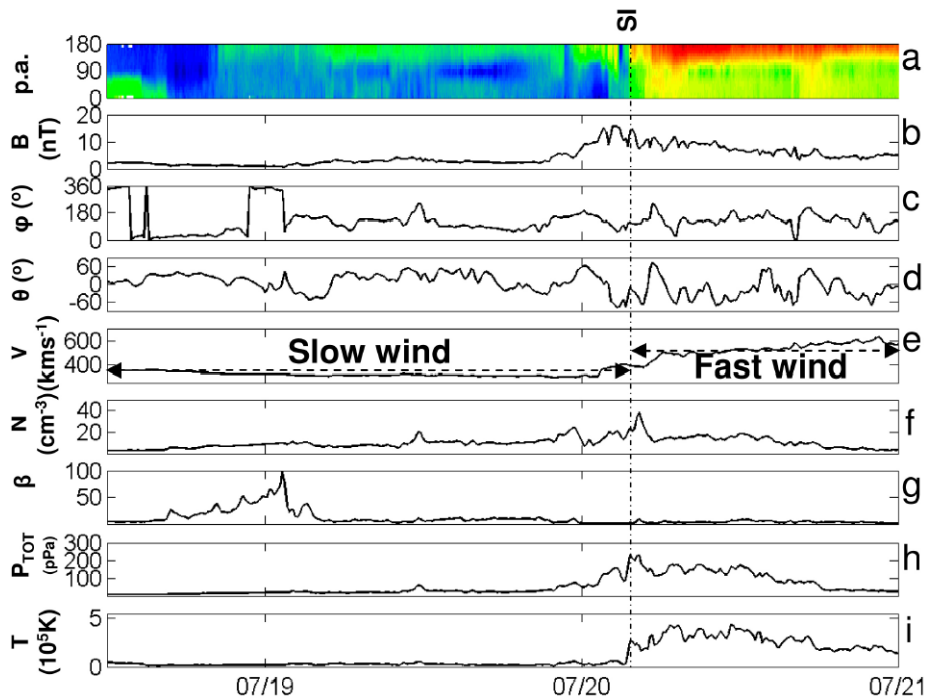 SI
p.a. 180 90 0 a
B (nT) 20 10 0 b
φ (º) 360 180 0 c
θ (º) 60 0 -60 d
V (kms⁻¹) 600 400 Slow wind Fast wind e
N (cm⁻³) 40 20 f
β 100 50 g
P_TOT (pPa) 300 200 100 h
T (10⁵K) 5 0 i
07/19 07/20 07/21